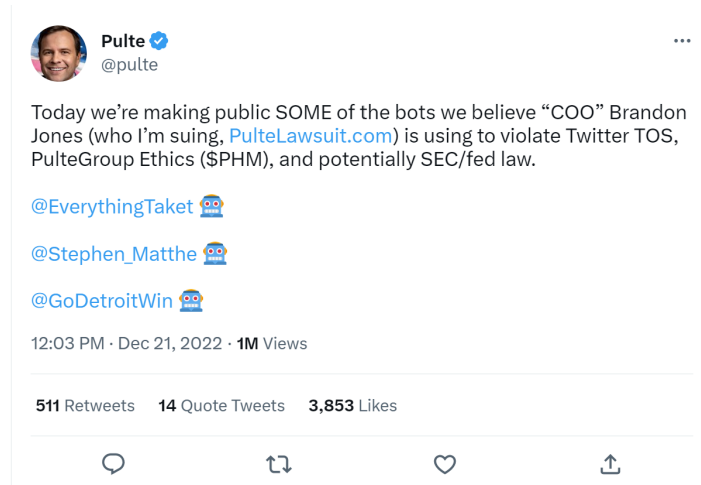 Pulte
@pulte
Today we’re making public SOME of the bots we believe “COO” Brandon
Jones (who I’m suing, PulteLawsuit.com) is using to violate Twitter TOS,
PulteGroup Ethics ($PHM), and potentially SEC/fed law.
@EverythingTaket 🤖
@Stephen_Matthe 🤖
@GoDetroitWin 🤖
12:03 PM · Dec 21, 2022 · 1M Views
511 Retweets 14 Quote Tweets 3,853 Likes